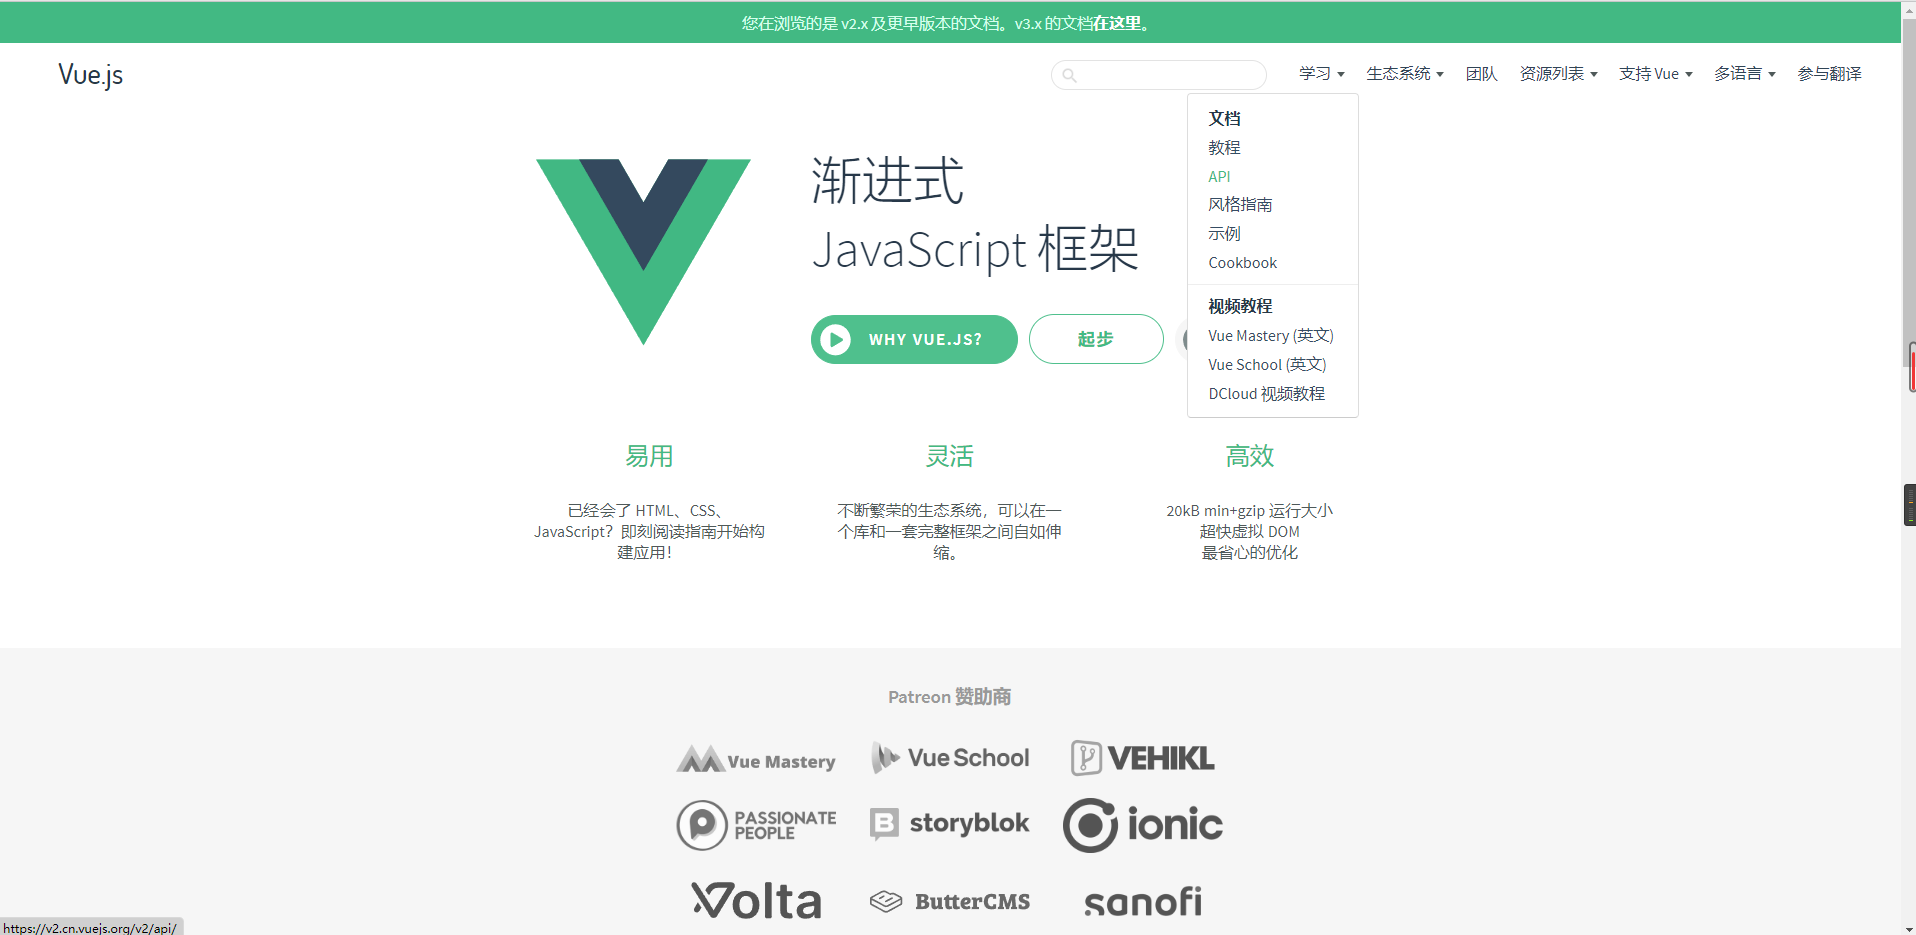 您在浏览的是 v2.x 及更早版本的文档。v3.x 的文档在这里。
Vue.js
学习 生态系统 团队 资源列表 支持 Vue 多语言 参与翻译
文档
教程
API
风格指南
示例
Cookbook
视频教程
Vue Mastery (英文)
Vue School (英文)
DCloud 视频教程
渐进式
JavaScript 框架
WHY VUE.JS?
起步
易用
已经会了 HTML、CSS、
JavaScript？即刻阅读指南开始构
建应用！
灵活
不断繁荣的生态系统，可以在一
个库和一套完整框架之间自如伸
缩。
高效
20kB min+gzip 运行大小
超快虚拟 DOM
最省心的优化
Patreon 赞助商
Vue Mastery
Vue School
VEHIKL
PASSIONATE
PEOPLE
storyblok
ionic
Volta
ButterCMS
sanofi
https://v2.cn.vuejs.org/v2/api/